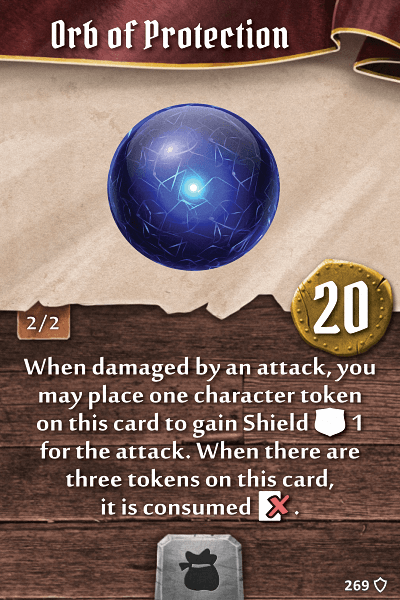 Orb of Protection
20
2/2
When damaged by an attack, you
may place one character token
on this card to gain Shield 1
for the attack. When there are
three tokens on this card,
it is consumed .
269